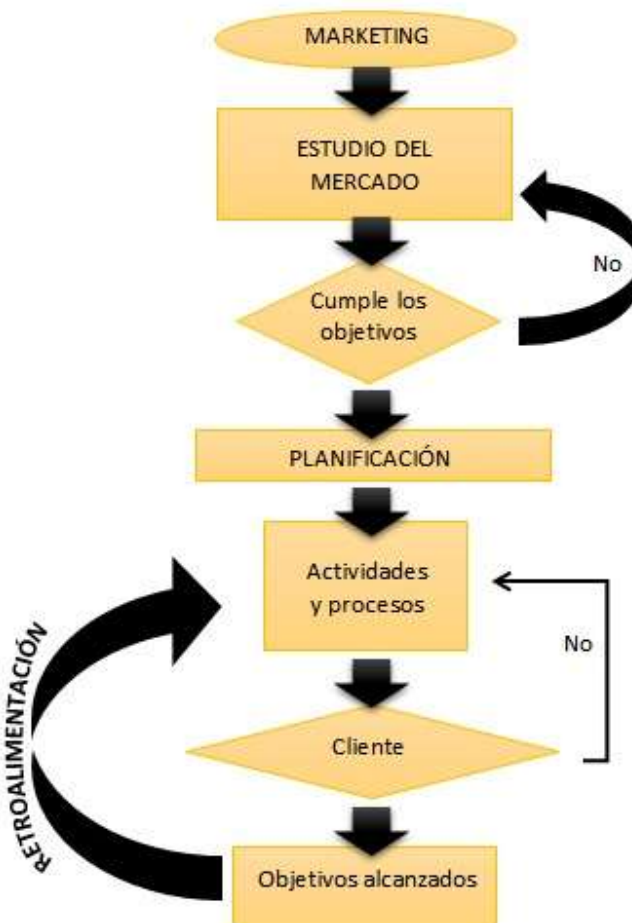 MARKETING
ESTUDIO DEL
MERCADO
No
Cumple los
objetivos
PLANIFICACIÓN
Actividades
y procesos
No
RETROALIMENTACIÓN
Cliente
Objetivos alcanzados